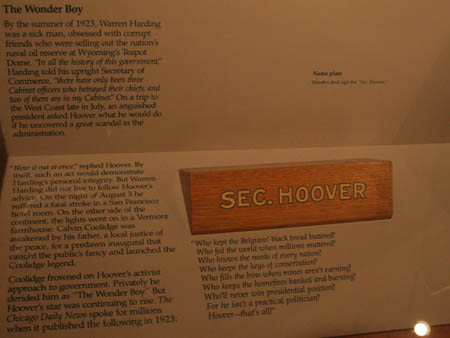 The Wonder Boy
By the summer of 1923, Warren Harding
was a sick man, obsessed with corrupt
friends who were selling out the nation's
naval oil reserve at Wyoming's Teapot
Dome. "In all the history of this government,"
Harding told his upright Secretary of
Commerce, "there have only been three
Cabinet officers who betrayed their chiefs, and
two of them are in my Cabinet." On a trip to
the West Coast late in July, an anguished
president asked Hoover what he would do
if he uncovered a great scandal in the
administration.
Name plate
Wooden desk sign for "Sec. Hoover."
"Blow it out at once," replied Hoover. By
itself, such an act would demonstrate
Harding's personal integrity. But Warren
Harding did not live to follow Hoover's
advice. On the night of August 3 he
suffered a fatal stroke in a San Francisco
hotel room. On the other side of the
continent, the lights went on in a Vermont
farmhouse. Calvin Coolidge was
awakened by his father, a local justice of
the peace, for a predawn inaugural that
caught the public's fancy and launched the
Coolidge legend.
Coolidge frowned on Hoover's activist
approach to government. Privately he
derided him as "The Wonder Boy." But
Hoover's star was continuing to rise. The
Chicago Daily News spoke for millions
when it published the following in 1923:
SEC. HOOVER
"Who kept the Belgians' black bread buttered?
Who fed the world when millions muttered?
Who knows the needs of every nation?
Who keeps the keys of conservation?
Who fills the bins when mines aren't earning?
Who keeps the homefires banked and burning?
Who'll never win presidential position?
For he isn't a practical politician?
Hoover—that's all!"